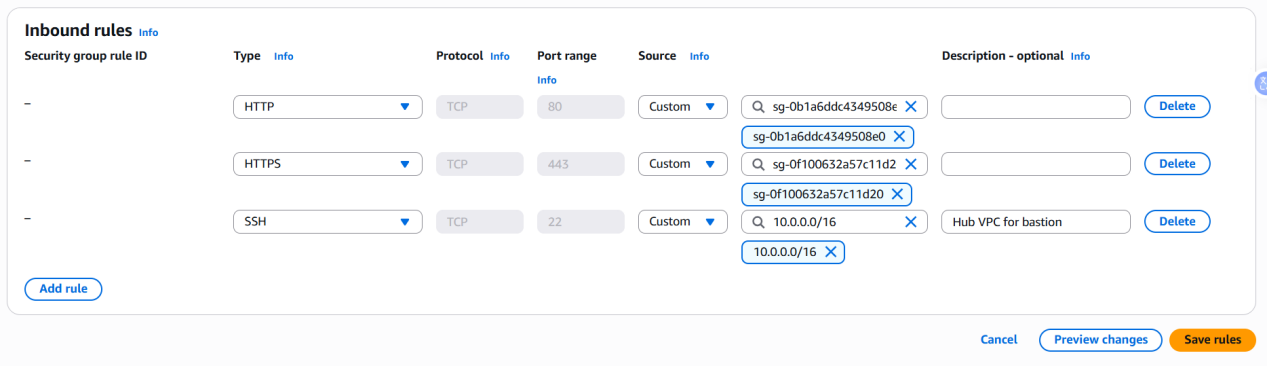 Inbound rules Info
Security group rule ID Type Info Protocol Info Port range Info Source Info Description - optional Info
– HTTP TCP 80 Custom sg-0b1a6ddc4349508e Delete
sg-0b1a6ddc4349508e0
– HTTPS TCP 443 Custom sg-0f100632a57c11d2 Delete
sg-0f100632a57c11d20
– SSH TCP 22 Custom 10.0.0.0/16 Hub VPC for bastion Delete
10.0.0.0/16
Add rule
Cancel Preview changes Save rules